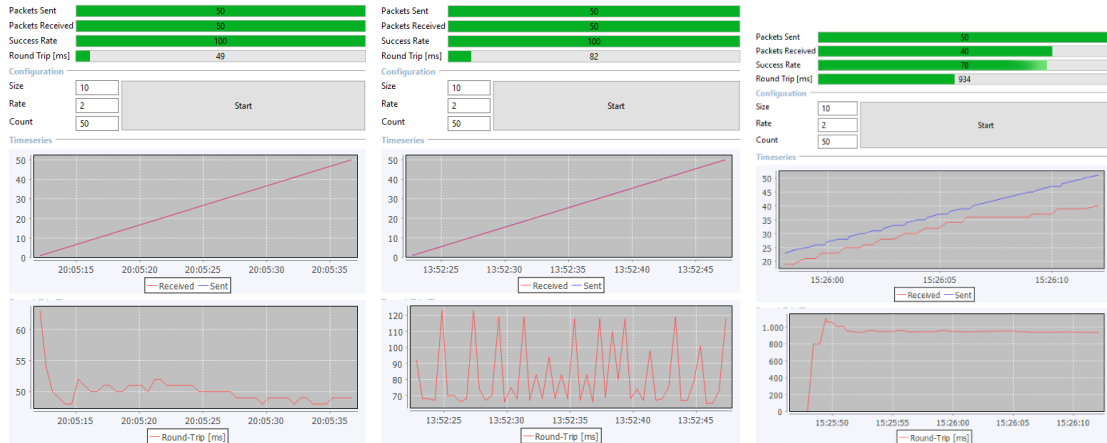 Packets Sent 50
Packets Received 50
Success Rate 100
Round Trip [ms] 49
Configuration
Size 10
Rate 2
Count 50
Start
Timeseries
50
40
30
20
10
0
20:05:15 20:05:20 20:05:25 20:05:30 20:05:35
Received Sent
60
55
50
20:05:15 20:05:20 20:05:25 20:05:30 20:05:35
Round-Trip [ms]
Packets Sent 50
Packets Received 50
Success Rate 100
Round Trip [ms] 82
Configuration
Size 10
Rate 2
Count 50
Start
Timeseries
50
40
30
20
10
0
13:52:25 13:52:30 13:52:35 13:52:40 13:52:45
Received Sent
120
110
100
90
80
70
13:52:25 13:52:30 13:52:35 13:52:40 13:52:45
Round-Trip [ms]
Packets Sent 50
Packets Received 40
Success Rate 78
Round Trip [ms] 934
Configuration
Size 10
Rate 2
Count 50
Start
Timeseries
50
45
40
35
30
25
20
15:26:00 15:26:05 15:26:10
Received Sent
1.000
800
600
400
200
0
15:25:50 15:25:55 15:26:00 15:26:05 15:26:10
Round-Trip [ms]